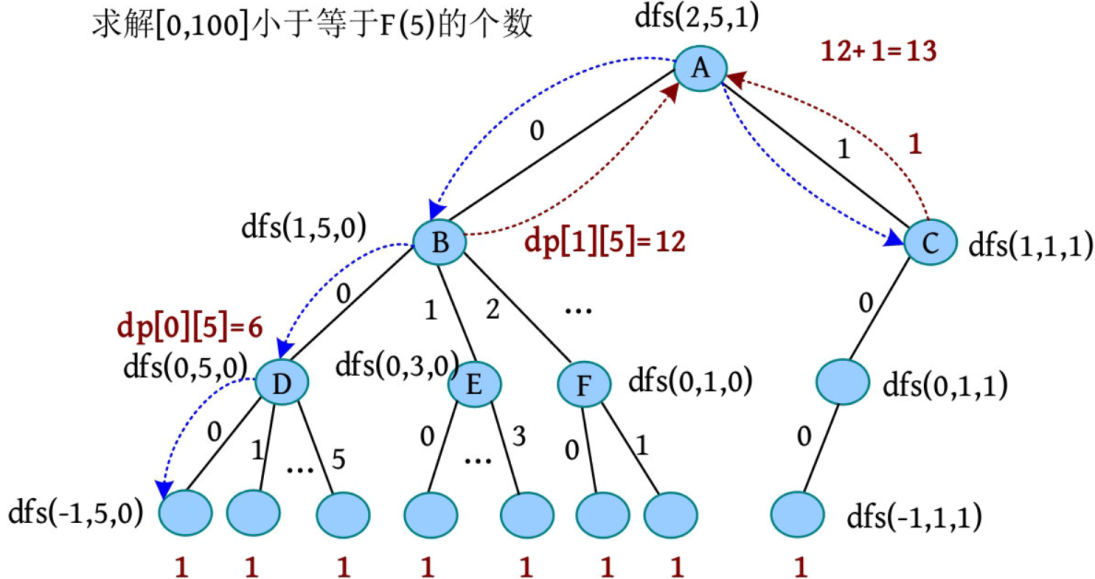 求解[0,100]小于等于F(5)的个数
dfs(2,5,1)
12+1=13
A
0
1
1
dfs(1,5,0)
B
dp[1][5]=12
C
dfs(1,1,1)
0
1
2
...
0
dp[0][5]=6
dfs(0,5,0)
D
dfs(0,3,0)
E
F
dfs(0,1,0)
dfs(0,1,1)
0
1
...
5
0
...
3
0
1
0
dfs(-1,5,0)
dfs(-1,1,1)
1
1
1
1
1
1
1
1